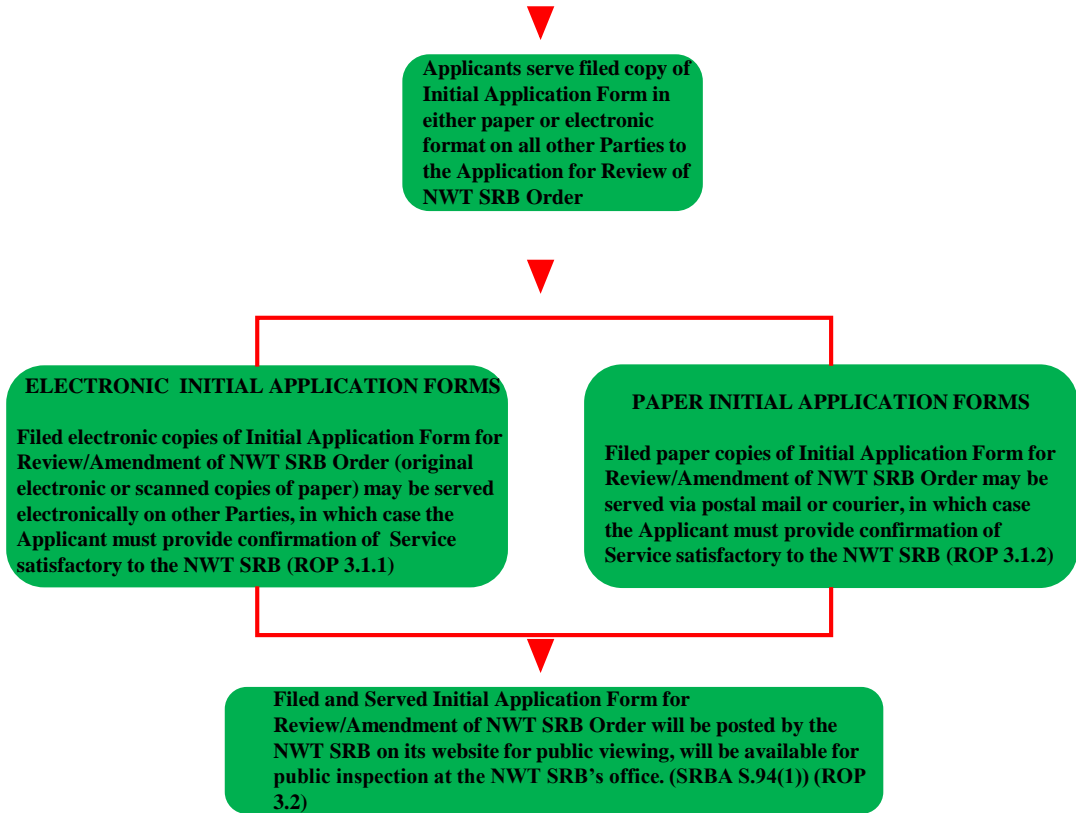 Applicants serve filed copy of
Initial Application Form in
either paper or electronic
format on all other Parties to
the Application for Review of
NWT SRB Order
ELECTRONIC INITIAL APPLICATION FORMS
Filed electronic copies of Initial Application Form for
Review/Amendment of NWT SRB Order (original
electronic or scanned copies of paper) may be served
electronically on other Parties, in which case the
Applicant must provide confirmation of Service
satisfactory to the NWT SRB (ROP 3.1.1)
PAPER INITIAL APPLICATION FORMS
Filed paper copies of Initial Application Form for
Review/Amendment of NWT SRB Order may be
served via postal mail or courier, in which case
the Applicant must provide confirmation of
Service satisfactory to the NWT SRB (ROP 3.1.2)
Filed and Served Initial Application Form for
Review/Amendment of NWT SRB Order will be posted by the
NWT SRB on its website for public viewing, will be available for
public inspection at the NWT SRB’s office. (SRBA S.94(1)) (ROP
3.2)